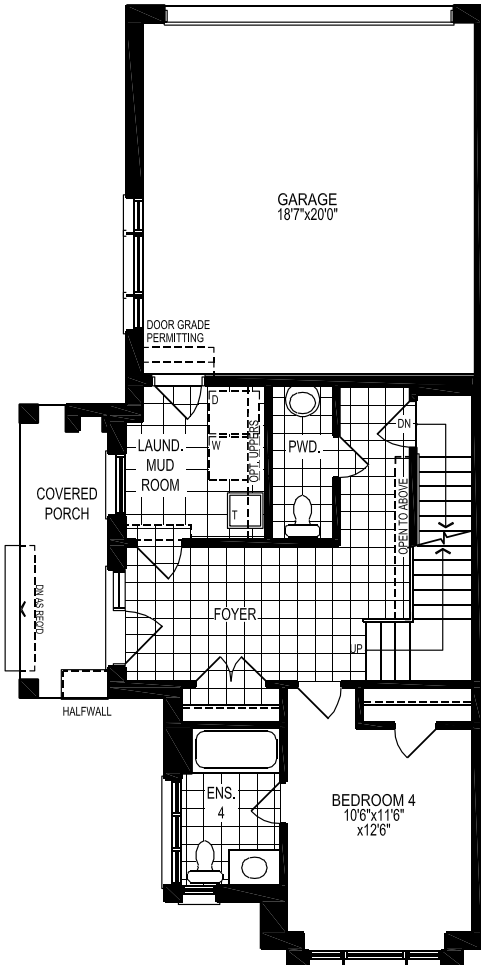 GARAGE
18'7"x20'0"
DOOR GRADE
PERMITTING
D
W
OPT. UPPERS
T
LAUND.
MUD
ROOM
PWD.
DN
OPEN TO ABOVE
COVERED
PORCH
DN AS REQD.
FOYER
UP
HALFWALL
ENS.
4
BEDROOM 4
10'6"x11'6"
x12'6"